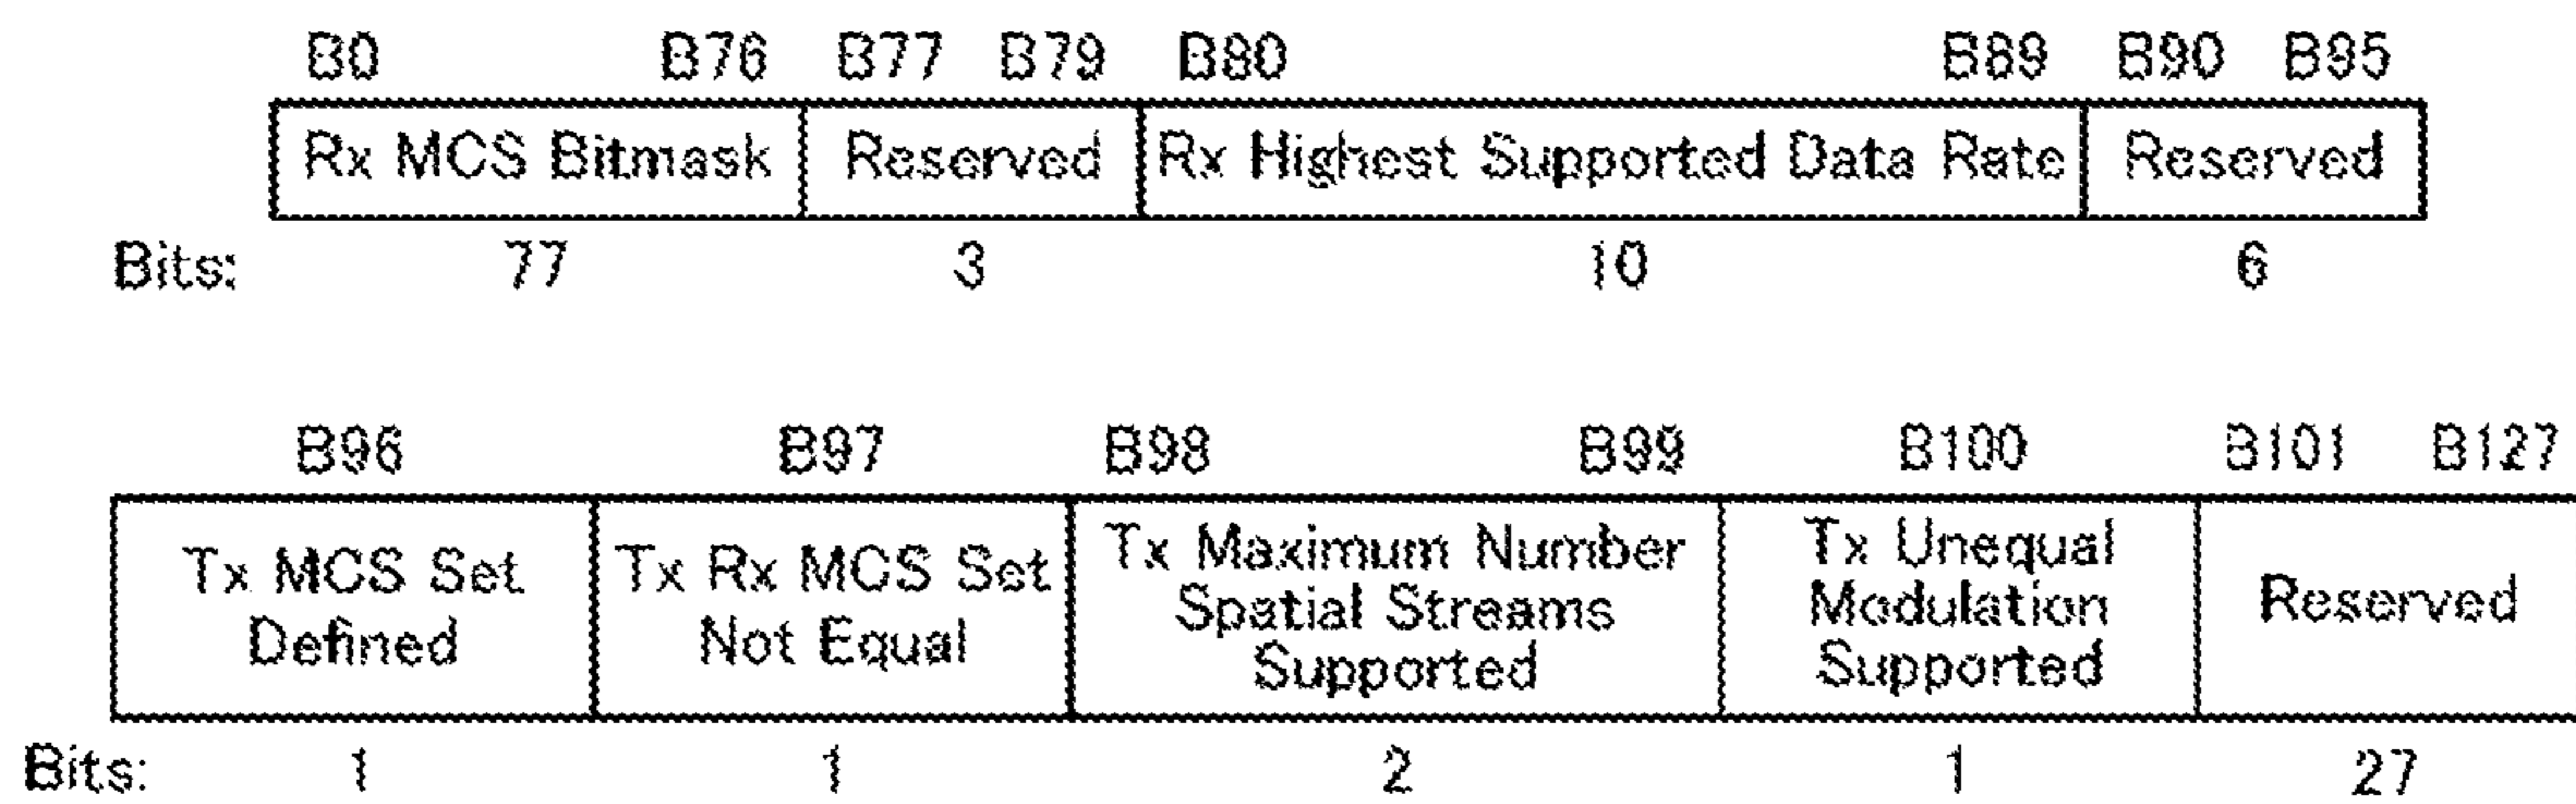 B0 B76 B77 B79 B80 B89 B90 B95
Rx MCS Bitmask Reserved Rx Highest Supported Data Rate Reserved
Bits: 77 3 10 6
B96 B97 B98 B99 B100 B101 B127
Tx MCS Set Defined Tx Rx MCS Set Not Equal Tx Maximum Number Spatial Streams Supported Tx Unequal Modulation Supported Reserved
Bits: 1 1 2 1 27